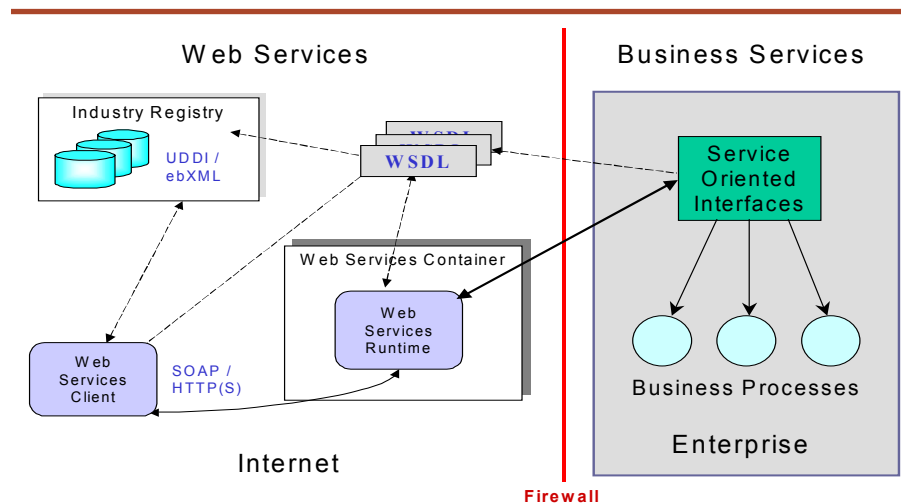 Web Services
Business Services
Industry Registry
UDDI /
ebXML
WSDL
WSDL
Service
Oriented
Interfaces
Web Services Container
Web
Services
Runtime
Web
Services
Client
SOAP /
HTTP(S)
Business Processes
Enterprise
Internet
Firewall